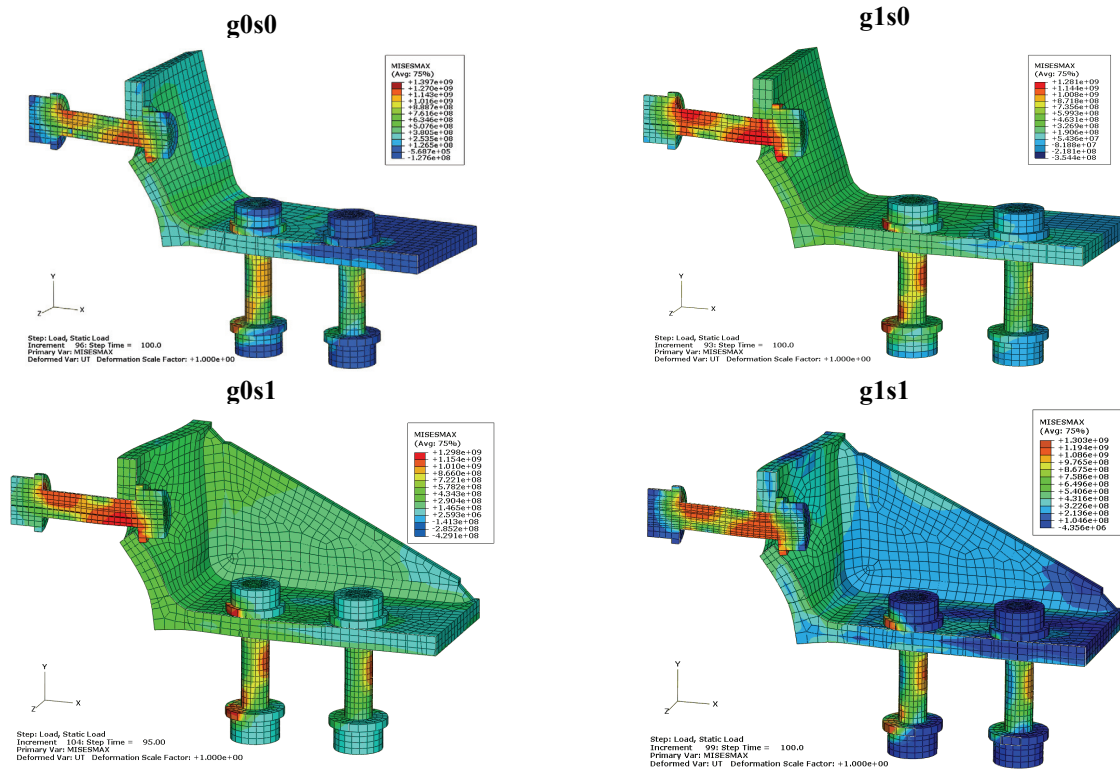 g0s0
MISESMAX
(Avg: 75%)
+1.397e+09
+1.270e+09
+1.143e+09
+1.016e+09
+8.887e+08
+7.616e+08
+6.346e+08
+5.076e+08
+3.805e+08
+2.535e+08
+1.265e+08
-5.687e+05
-1.276e+08
Y
Z
X
Step: Load, Static Load
Increment 96: Step Time = 100.0
Primary Var: MISESMAX
Deformed Var: UT Deformation Scale Factor: +1.000e+00
g1s0
MISESMAX
(Avg: 75%)
+1.281e+09
+1.144e+09
+1.008e+09
+8.718e+08
+7.356e+08
+5.993e+08
+4.631e+08
+3.269e+08
+1.906e+08
+5.436e+07
-8.188e+07
-2.181e+08
-3.544e+08
Y
Z
X
Step: Load, Static Load
Increment 93: Step Time = 100.0
Primary Var: MISESMAX
Deformed Var: UT Deformation Scale Factor: +1.000e+00
g0s1
MISESMAX
(Avg: 75%)
+1.298e+09
+1.154e+09
+1.010e+09
+8.660e+08
+7.221e+08
+5.782e+08
+4.343e+08
+2.904e+08
+1.465e+08
+2.593e+06
-1.413e+08
-2.852e+08
-4.291e+08
Y
Z
X
Step: Load, Static Load
Increment 104: Step Time = 95.00
Primary Var: MISESMAX
Deformed Var: UT Deformation Scale Factor: +1.000e+00
g1s1
MISESMAX
(Avg: 75%)
+1.303e+09
+1.194e+09
+1.086e+09
+9.765e+08
+8.675e+08
+7.586e+08
+6.496e+08
+5.406e+08
+4.316e+08
+3.226e+08
+2.136e+08
+1.046e+08
-4.356e+06
Y
Z
X
Step: Load, Static Load
Increment 99: Step Time = 100.0
Primary Var: MISESMAX
Deformed Var: UT Deformation Scale Factor: +1.000e+00